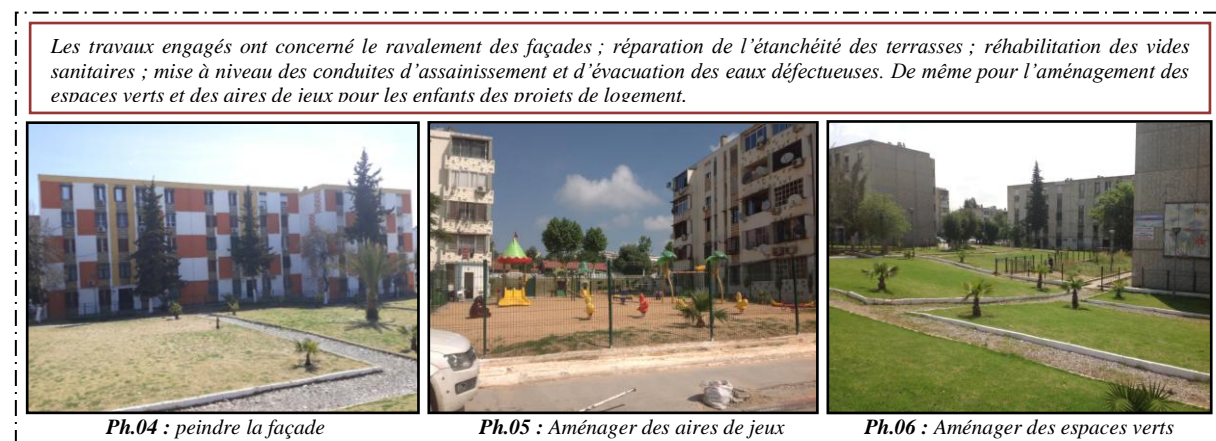 Les travaux engagés ont concerné le ravalement des façades ; réparation de l'étanchéité des terrasses ; réhabilitation des vides
sanitaires ; mise à niveau des conduites d'assainissement et d'évacuation des eaux défectueuses. De même pour l'aménagement des
espaces verts et des aires de jeux pour les enfants des projets de logement.
Ph.04 : peindre la façade
Ph.05 : Aménager des aires de jeux
Ph.06 : Aménager des espaces verts